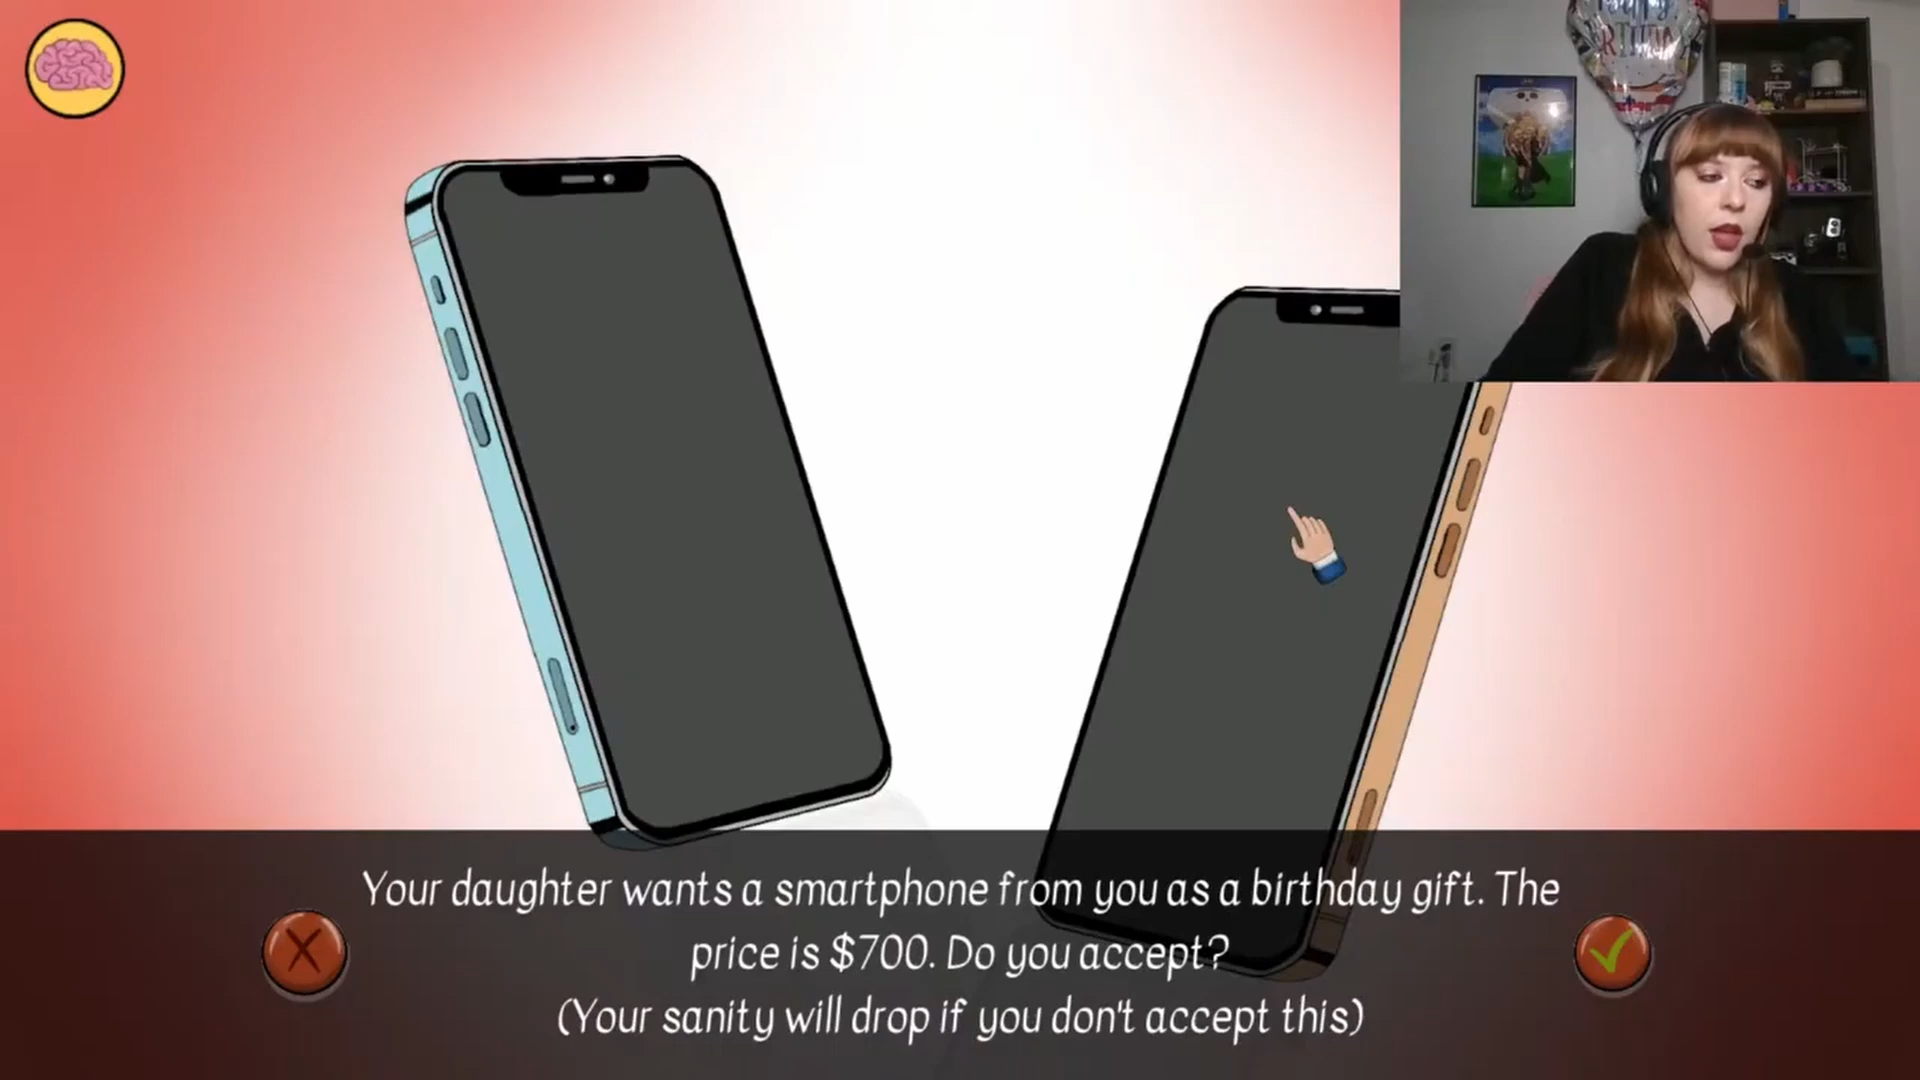 Your daughter wants a smartphone from you as a birthday gift. The
price is $700. Do you accept?
(Your sanity will drop if you don't accept this)